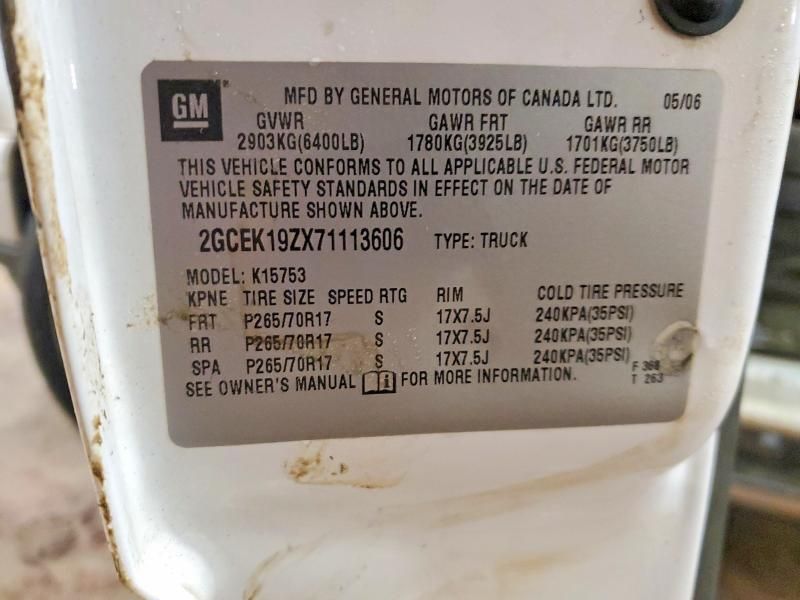 GM
MFD BY GENERAL MOTORS OF CANADA LTD. 05/06
GVWR GAWR FRT GAWR RR
2903KG(6400LB) 1780KG(3925LB) 1701KG(3750LB)
THIS VEHICLE CONFORMS TO ALL APPLICABLE U.S. FEDERAL MOTOR
VEHICLE SAFETY STANDARDS IN EFFECT ON THE DATE OF
MANUFACTURE SHOWN ABOVE.
2GCEK19ZX71113606 TYPE: TRUCK
MODEL: K15753
KPNE TIRE SIZE SPEED RTG RIM COLD TIRE PRESSURE
FRT P265/70R17 S 17X7.5J 240KPA(35PSI)
RR P265/70R17 S 17X7.5J 240KPA(35PSI)
SPA P265/70R17 S 17X7.5J 240KPA(35PSI)
SEE OWNER'S MANUAL FOR MORE INFORMATION.
F 368
T 263